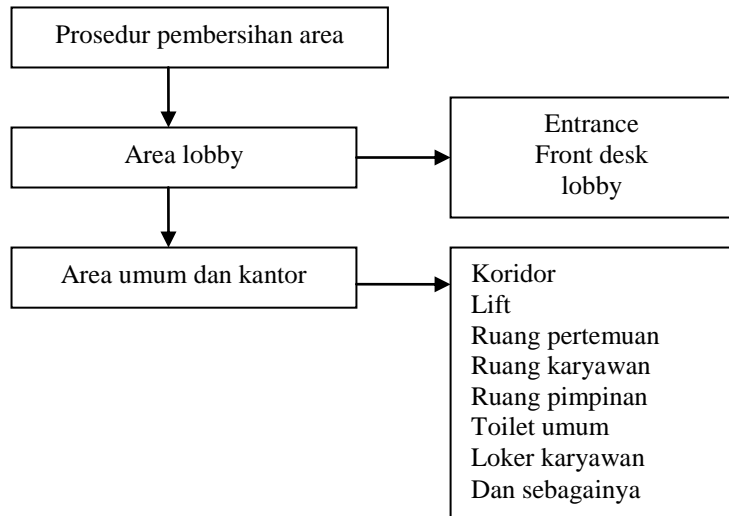 Prosedur pembersihan area
Area lobby
Entrance
Front desk
lobby
Area umum dan kantor
Koridor
Lift
Ruang pertemuan
Ruang karyawan
Ruang pimpinan
Toilet umum
Loker karyawan
Dan sebagainya